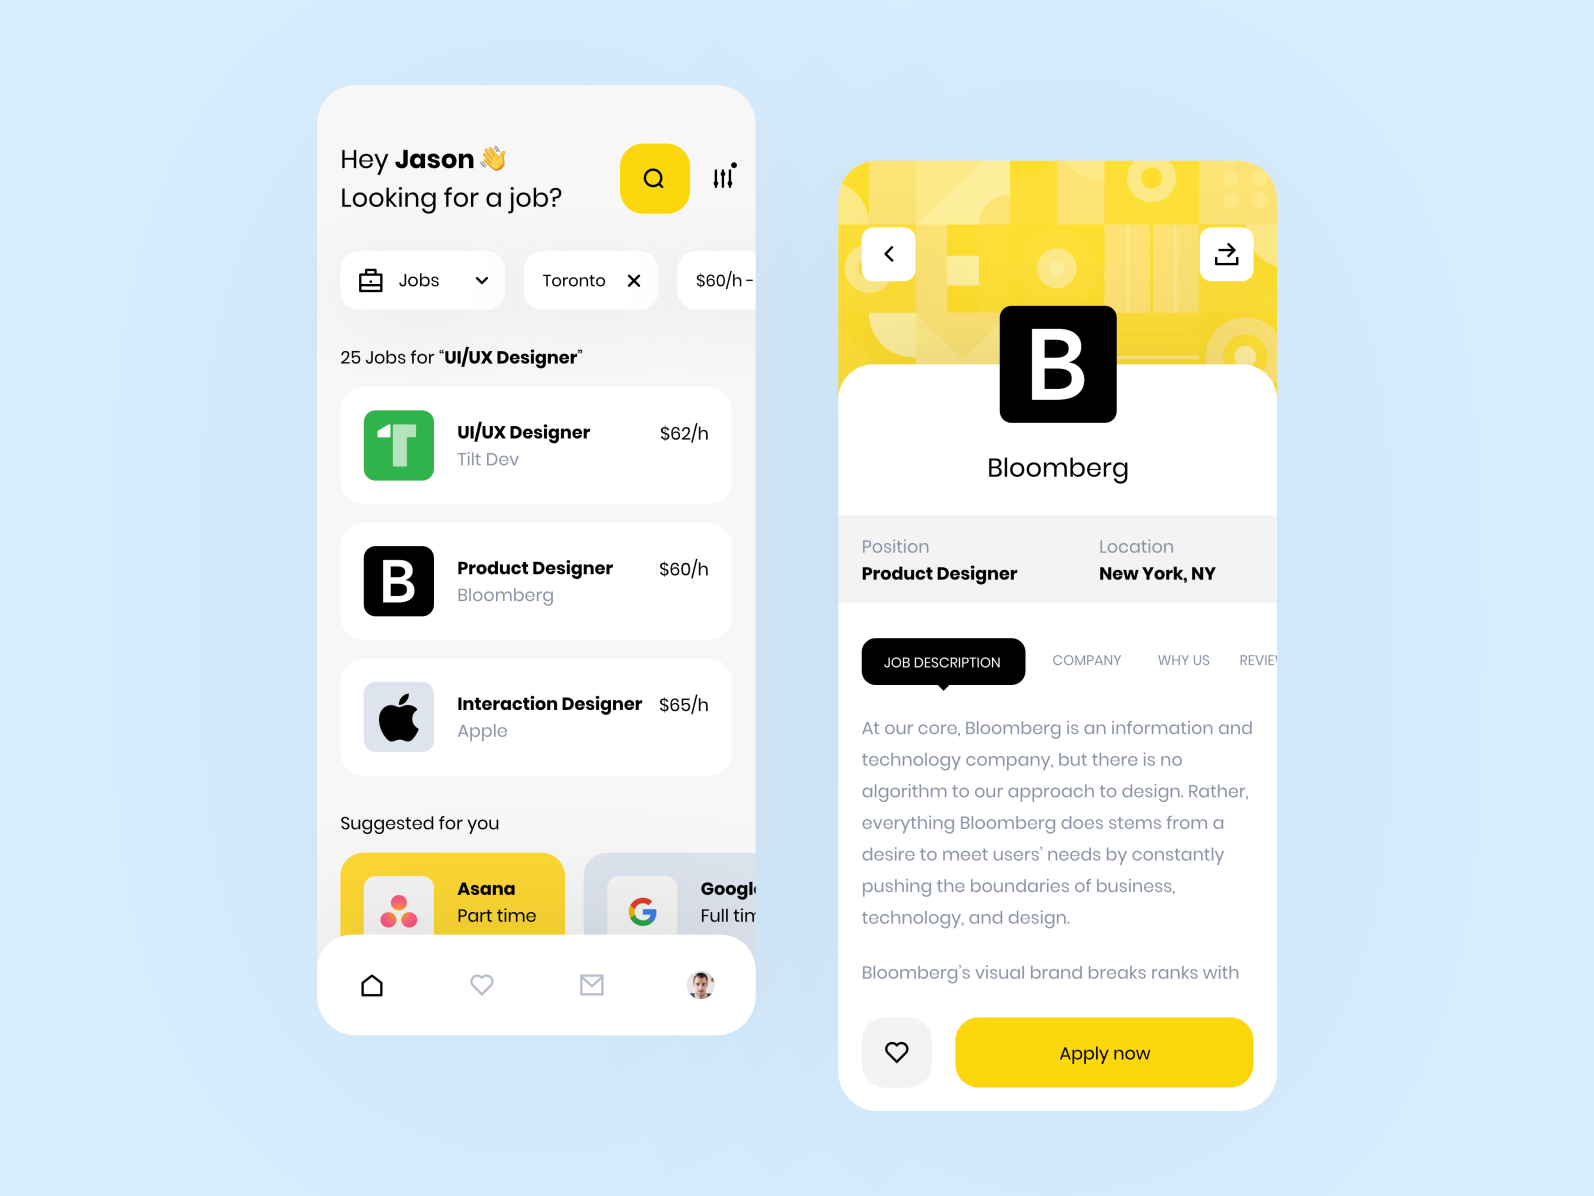 Hey Jason 👋
Looking for a job?
Jobs
Toronto
$60/h -
25 Jobs for “UI/UX Designer”
UI/UX Designer
$62/h
Tilt Dev
B
Product Designer
$60/h
Bloomberg
Interaction Designer
$65/h
Apple
Suggested for you
Asana
Part time
G
Googl
Full tim
B
Bloomberg
Position
Location
Product Designer
New York, NY
JOB DESCRIPTION
COMPANY
WHY US
REVIE
At our core, Bloomberg is an information and
technology company, but there is no
algorithm to our approach to design. Rather,
everything Bloomberg does stems from a
desire to meet users’ needs by constantly
pushing the boundaries of business,
technology, and design.
Bloomberg’s visual brand breaks ranks with
Apply now